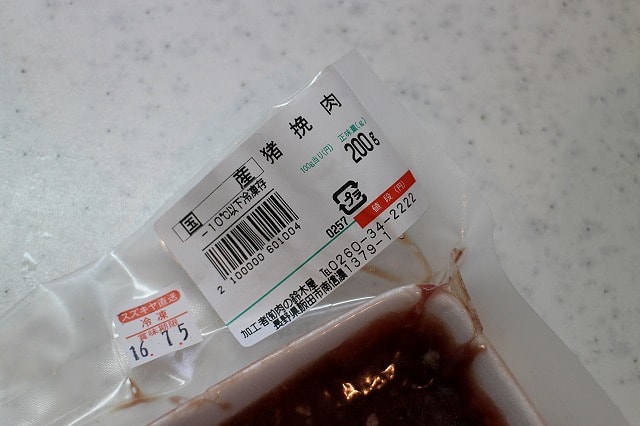 国産 猪挽肉
-10℃以下冷凍保存
100g当り(円)
正味量(g)
200g
2 100000 601004
プラ
0257
値段(円)
加工者(有)肉の鈴木屋 ℡0260-34-2222
長野県飯田市南信濃1379-1
スズキヤ直送
冷凍
賞味期限
16. 7.5